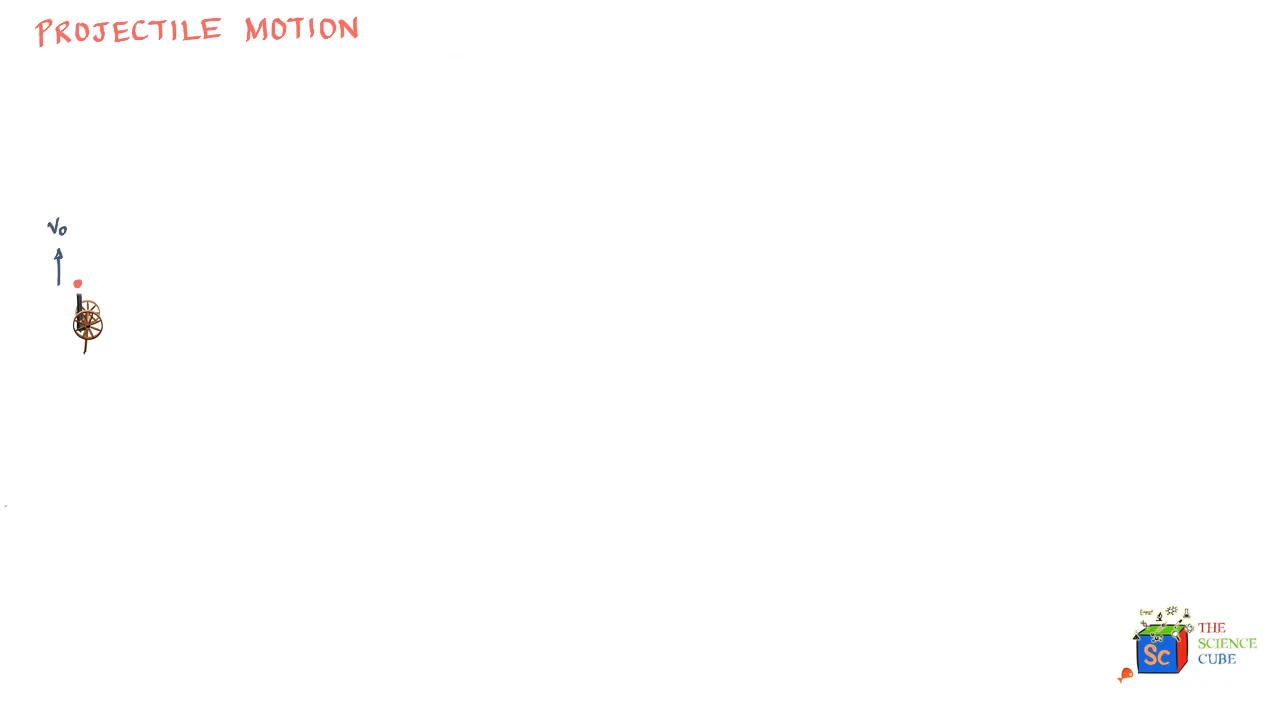 PROJECTILE MOTION
v₀
Sc
THE
SCIENCE
CUBE